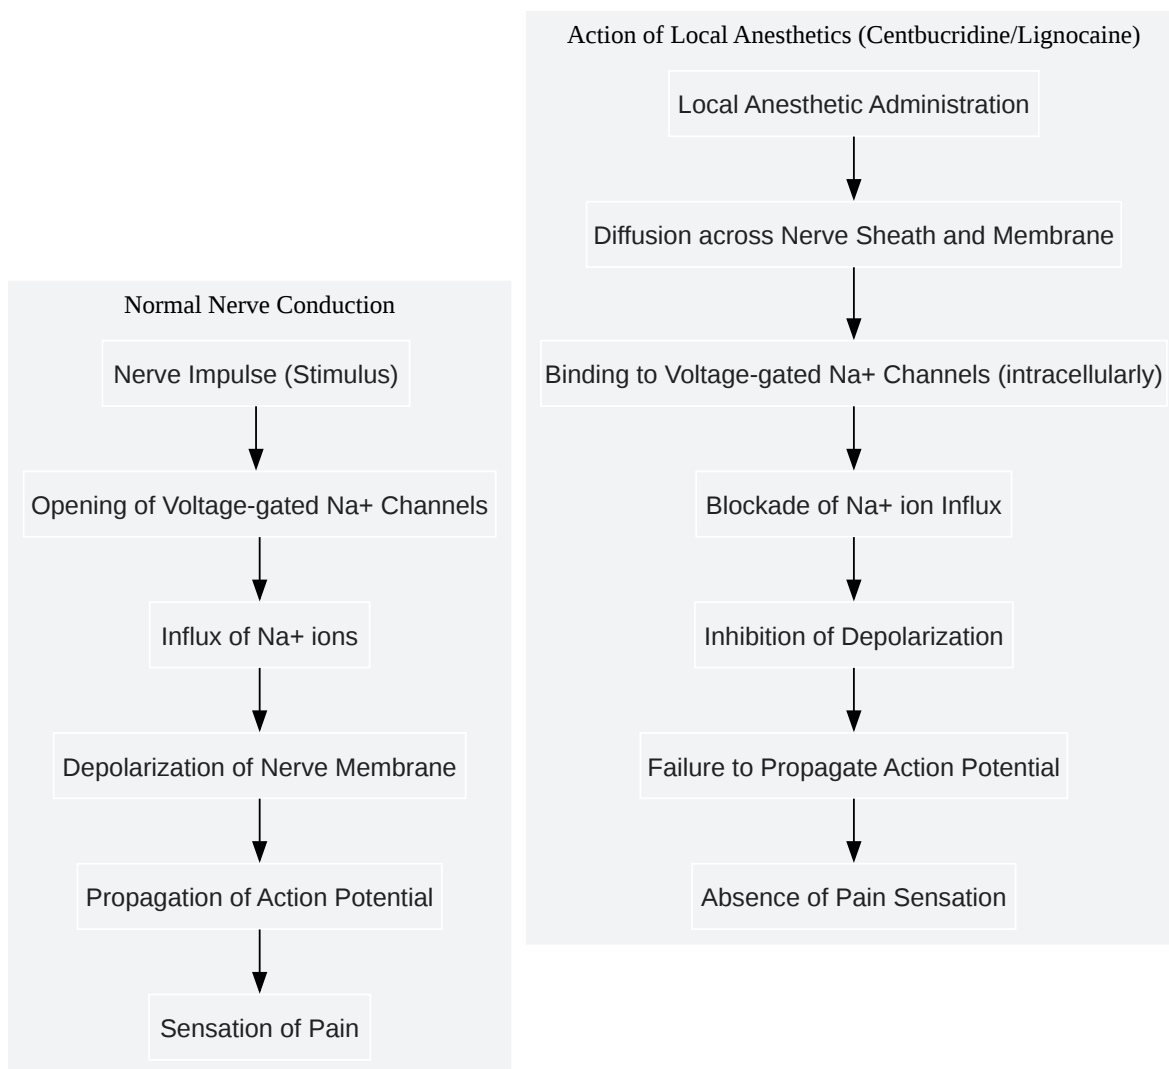 Action of Local Anesthetics (Centbucridine/Lignocaine)
Local Anesthetic Administration
Diffusion across Nerve Sheath and Membrane
Binding to Voltage-gated Na+ Channels (intracellularly)
Blockade of Na+ ion Influx
Inhibition of Depolarization
Failure to Propagate Action Potential
Absence of Pain Sensation
Normal Nerve Conduction
Nerve Impulse (Stimulus)
Opening of Voltage-gated Na+ Channels
Influx of Na+ ions
Depolarization of Nerve Membrane
Propagation of Action Potential
Sensation of Pain